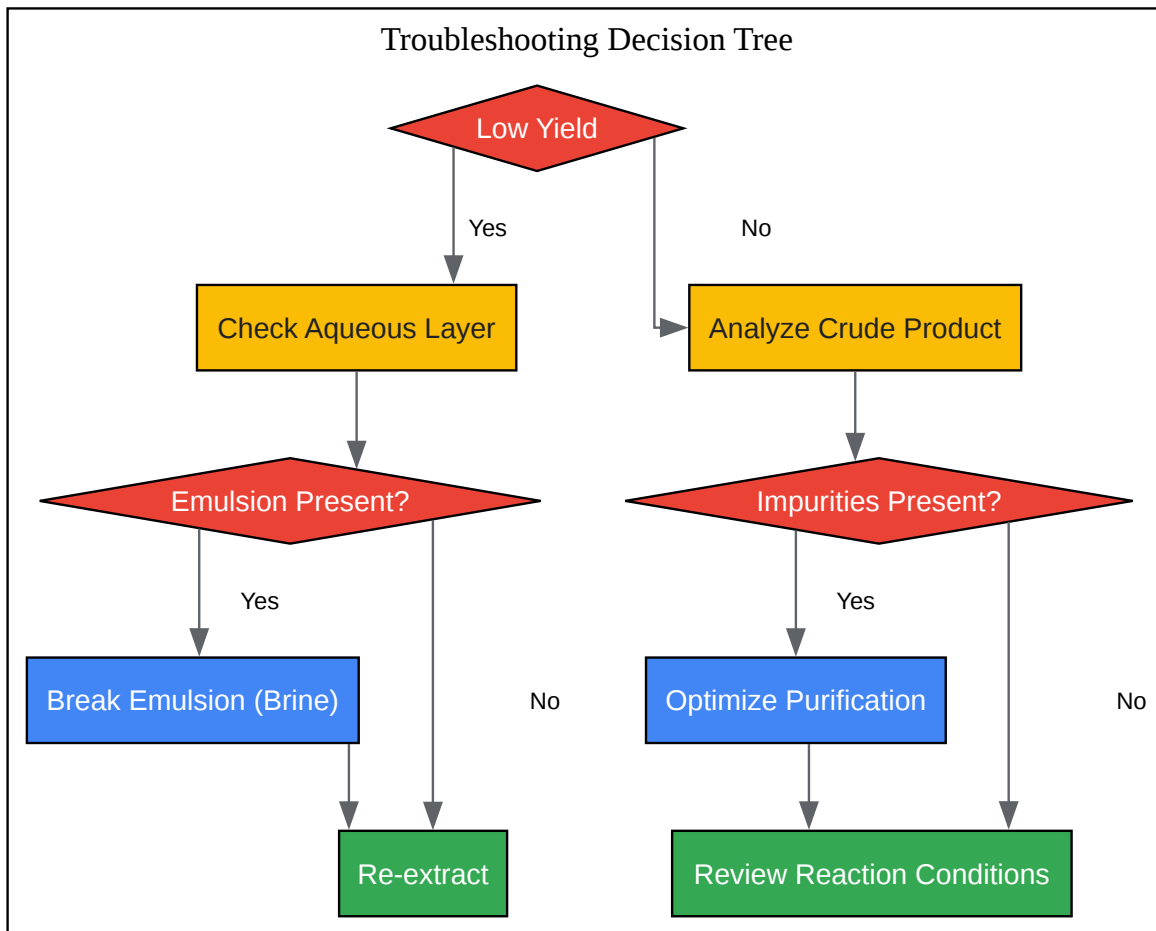 Troubleshooting Decision Tree
Low Yield
Yes
No
Check Aqueous Layer
Analyze Crude Product
Emulsion Present?
Impurities Present?
Yes
Yes
Break Emulsion (Brine)
No
Optimize Purification
No
Re-extract
Review Reaction Conditions